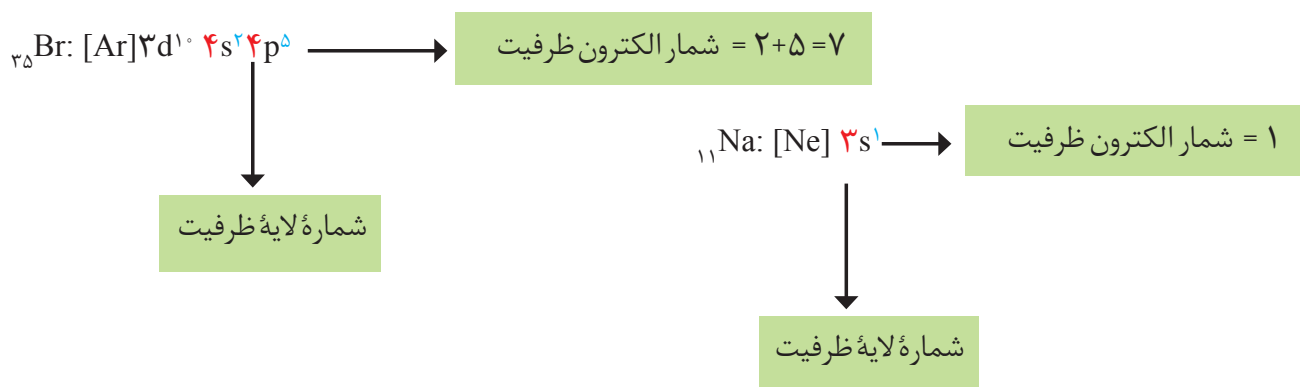 ₃₅Br: [Ar]۳d¹⁰ ۴s²۴p⁵
شمار الکترون ظرفیت = ۲+۵=۷
₁₁Na: [Ne] ۳s¹
شمار الکترون ظرفیت = ۱
شمارهٔ لایهٔ ظرفیت
شمارهٔ لایهٔ ظرفیت